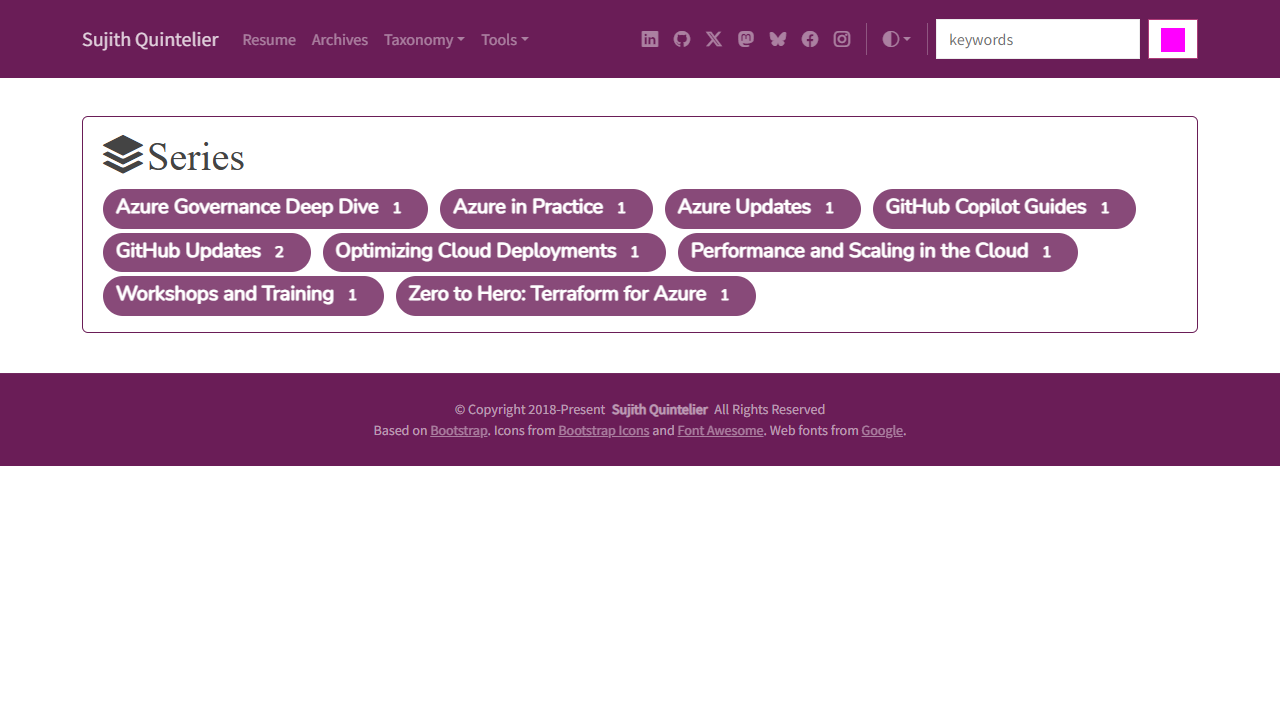 Sujith Quintelier Resume Archives Taxonomy Tools keywords
Series
Azure Governance Deep Dive 1 Azure in Practice 1 Azure Updates 1 GitHub Copilot Guides 1
GitHub Updates 2 Optimizing Cloud Deployments 1 Performance and Scaling in the Cloud 1
Workshops and Training 1 Zero to Hero: Terraform for Azure 1
© Copyright 2018-Present Sujith Quintelier All Rights Reserved
Based on Bootstrap. Icons from Bootstrap Icons and Font Awesome. Web fonts from Google.